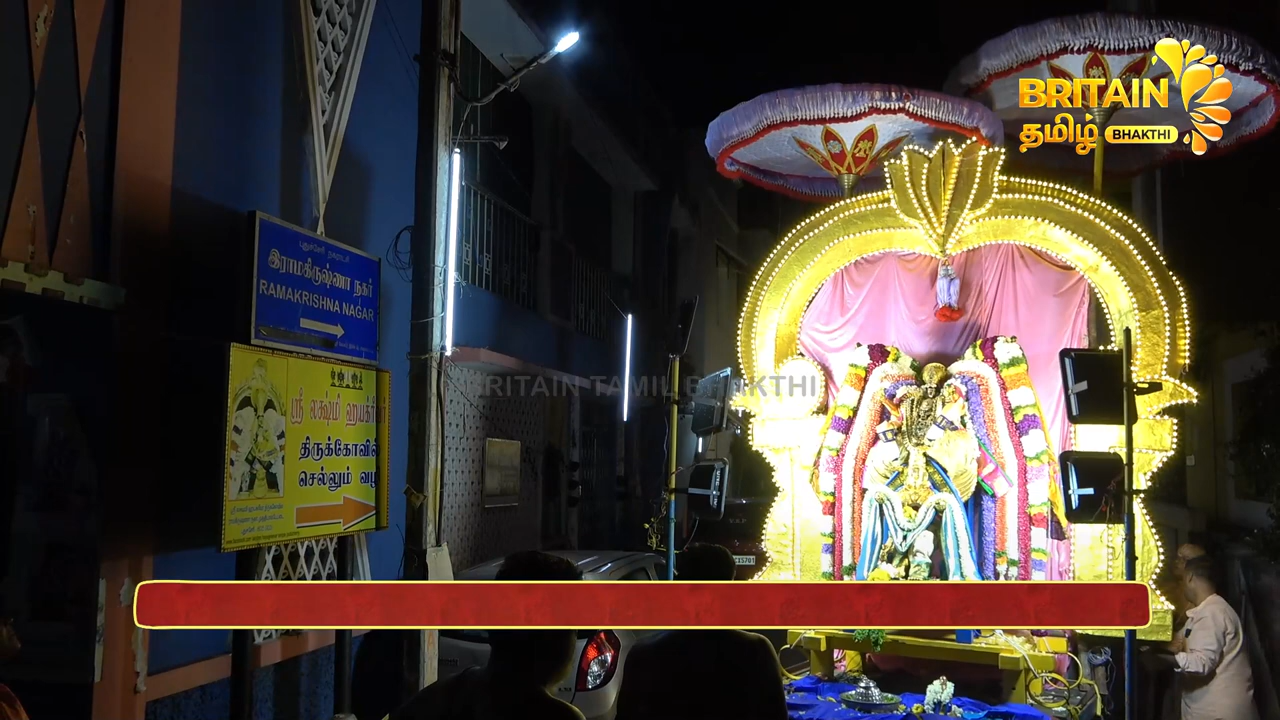 BRITAIN
தமிழ் BHAKTHI
புதுச்சேரி நகராட்சி
இராமகிருஷ்ணா நகர்
RAMAKRISHNA NAGAR
BRITAIN TAMIL BHAKTHI
ஸ்ரீ லக்ஷ்மி ஹயக்ரீவர்
திருக்கோவில்
செல்லும் வழி